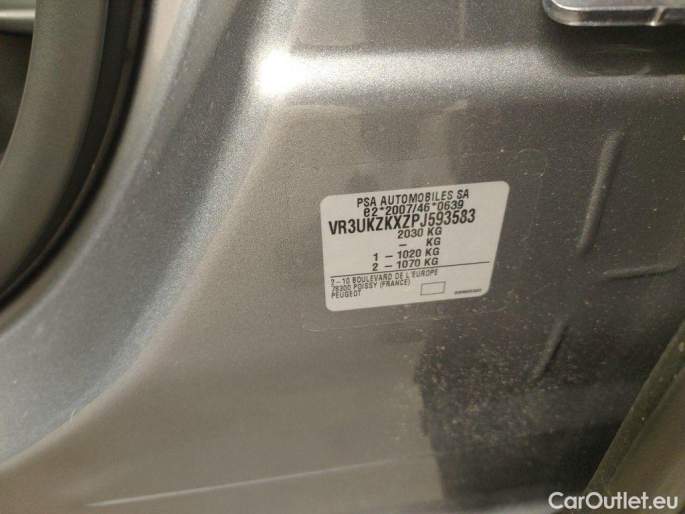 PSA AUTOMOBILES SA
e2*2007/46*0639
VR3UKZKXZPJ593583
2030 KG
– KG
1 – 1020 KG
2 – 1070 KG
2–10 BOULEVARD DE L'EUROPE
78300 POISSY (FRANCE)
PEUGEOT
CarOutlet.eu